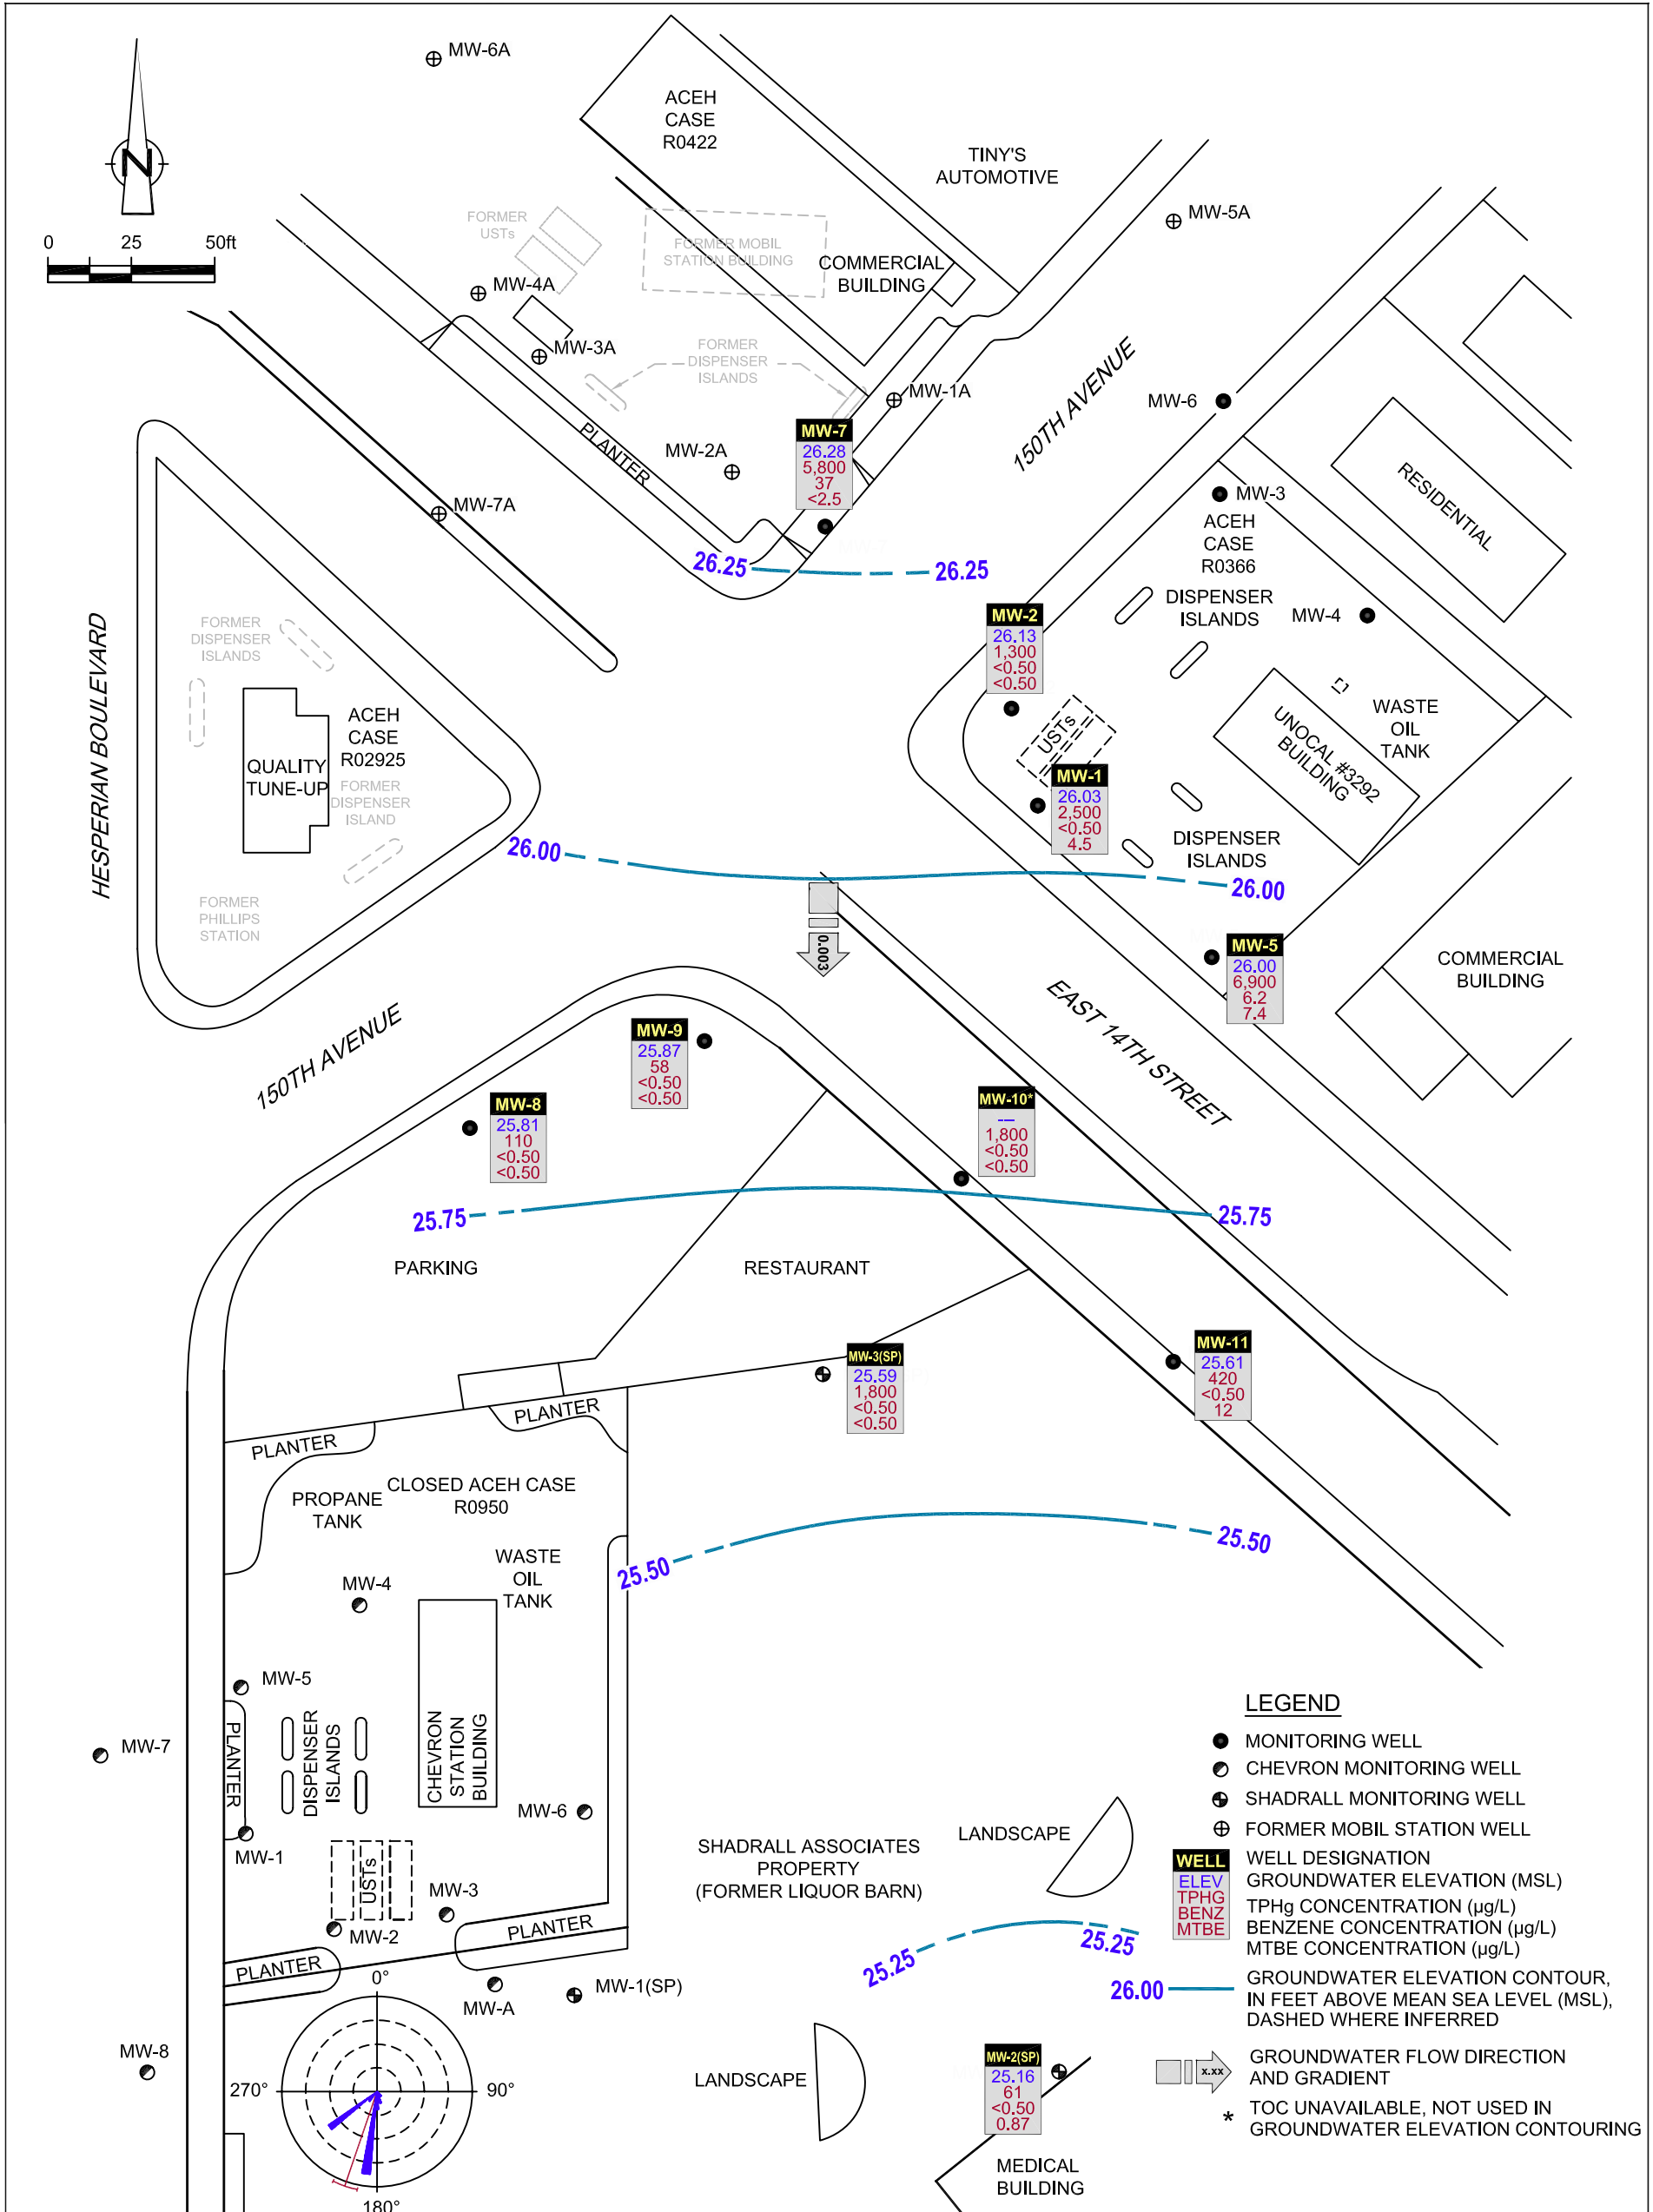 MW-6A
ACEH
CASE
R0422
TINY'S
AUTOMOTIVE
N
0 25 50ft
FORMER
USTs
FORMER MOBIL
STATION BUILDING
COMMERCIAL
BUILDING
MW-5A
MW-4A
MW-3A
FORMER
DISPENSER
ISLANDS
MW-1A
150TH AVENUE
MW-6
PLANTER
MW-2A
MW-7
26.28
5,800
37
<2.5
MW-7A
MW-3
ACEH
CASE
R0366
RESIDENTIAL
26.25
26.25
DISPENSER
ISLANDS
MW-4
MW-2
26.13
1,300
<0.50
<0.50
HESPERIAN BOULEVARD
FORMER
DISPENSER
ISLANDS
ACEH
CASE
R02925
QUALITY
TUNE-UP
FORMER
DISPENSER
ISLAND
FORMER
PHILLIPS
STATION
USTs
WASTE
OIL
TANK
UNOCAL #3292
BUILDING
MW-1
26.03
2,500
<0.50
4.5
DISPENSER
ISLANDS
26.00
26.00
0.003
MW-5
26.00
6,900
6.2
7.4
COMMERCIAL
BUILDING
150TH AVENUE
EAST 14TH STREET
MW-9
25.87
58
<0.50
<0.50
MW-8
25.81
110
<0.50
<0.50
MW-10*
---
1,800
<0.50
<0.50
25.75
25.75
PARKING
RESTAURANT
MW-3(SP)
25.59
1,800
<0.50
<0.50
MW-11
25.61
420
<0.50
12
PLANTER
PLANTER
CLOSED ACEH CASE
R0950
PROPANE
TANK
25.50
25.50
WASTE
OIL
TANK
MW-4
MW-5
MW-7
PLANTER
DISPENSER
ISLANDS
CHEVRON
STATION
BUILDING
MW-6
MW-1
USTs
MW-3
MW-2
PLANTER
PLANTER
MW-A
MW-1(SP)
MW-8
SHADRALL ASSOCIATES
PROPERTY
(FORMER LIQUOR BARN)
LANDSCAPE
25.25
25.25
LANDSCAPE
MW-2(SP)
25.16
61
<0.50
0.87
MEDICAL
BUILDING
0°
90°
180°
270°
LEGEND
MONITORING WELL
CHEVRON MONITORING WELL
SHADRALL MONITORING WELL
FORMER MOBIL STATION WELL
WELL WELL DESIGNATION
ELEV GROUNDWATER ELEVATION (MSL)
TPHG TPHg CONCENTRATION (µg/L)
BENZ BENZENE CONCENTRATION (µg/L)
MTBE MTBE CONCENTRATION (µg/L)
26.00 GROUNDWATER ELEVATION CONTOUR,
IN FEET ABOVE MEAN SEA LEVEL (MSL),
DASHED WHERE INFERRED
x.xx GROUNDWATER FLOW DIRECTION
AND GRADIENT
* TOC UNAVAILABLE, NOT USED IN
GROUNDWATER ELEVATION CONTOURING